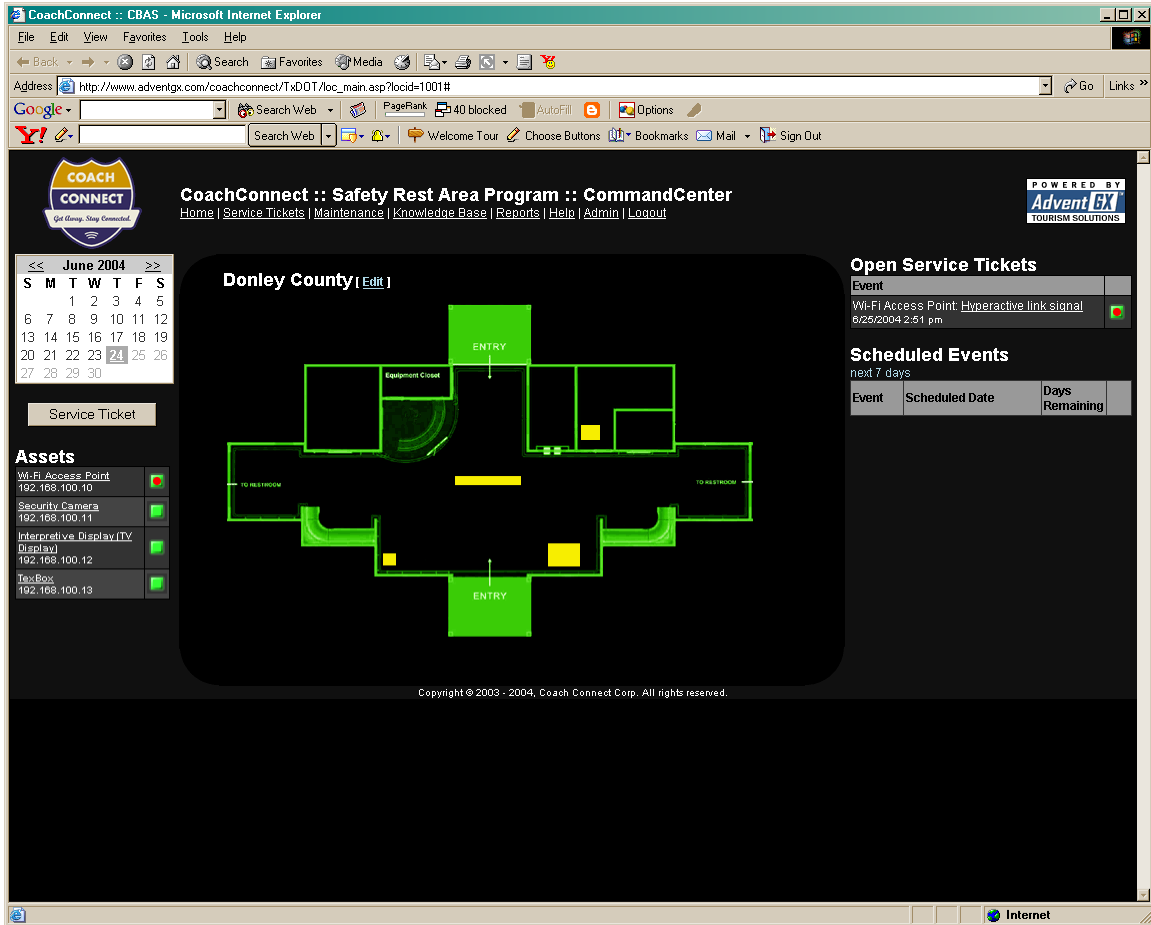 CoachConnect :: CBAS - Microsoft Internet Explorer
File Edit View Favorites Tools Help
Back Search Favorites Media
Address http://www.adventgx.com/coachconnect/TxDOT/loc_main.asp?locid=1001# Go Links »
Google Search Web PageRank 40 blocked AutoFill Options
Y! Search Web Welcome Tour Choose Buttons Bookmarks Mail Sign Out
COACH
CONNECT
Get Away. Stay Connected.
CoachConnect :: Safety Rest Area Program :: CommandCenter
Home | Service Tickets | Maintenance | Knowledge Base | Reports | Help | Admin | Logout
POWERED BY
AdventGX
TOURISM SOLUTIONS
<< June 2004 >>
S M T W T F S
1 2 3 4 5
6 7 8 9 10 11 12
13 14 15 16 17 18 19
20 21 22 23 24 25 26
27 28 29 30
Service Ticket
Assets
Wi-Fi Access Point
192.168.100.10
Security Camera
192.168.100.11
Interpretive Display (TV
Display)
192.168.100.12
TexBox
192.168.100.13
Donley County [ Edit ]
ENTRY
Equipment Closet
TO RESTROOM
TO RESTROOM
ENTRY
Open Service Tickets
Event
Wi-Fi Access Point: Hyperactive link signal
6/25/2004 2:51 pm
Scheduled Events
next 7 days
Event Scheduled Date Days
Remaining
Copyright © 2003 - 2004, Coach Connect Corp. All rights reserved.
Internet